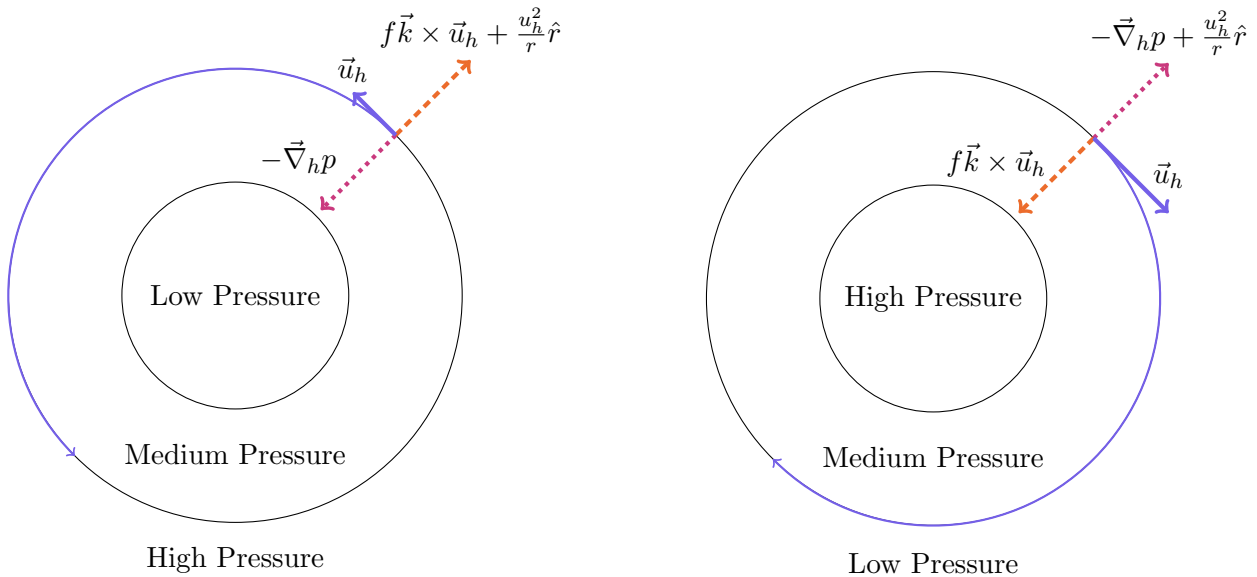 $f\vec{k} \times \vec{u}_h + \frac{u_h^2}{r}\hat{r}$
$\vec{u}_h$
$-\vec{\nabla}_h p$
Low Pressure
Medium Pressure
High Pressure
$-\vec{\nabla}_h p + \frac{u_h^2}{r}\hat{r}$
$f\vec{k} \times \vec{u}_h$
$\vec{u}_h$
High Pressure
Medium Pressure
Low Pressure